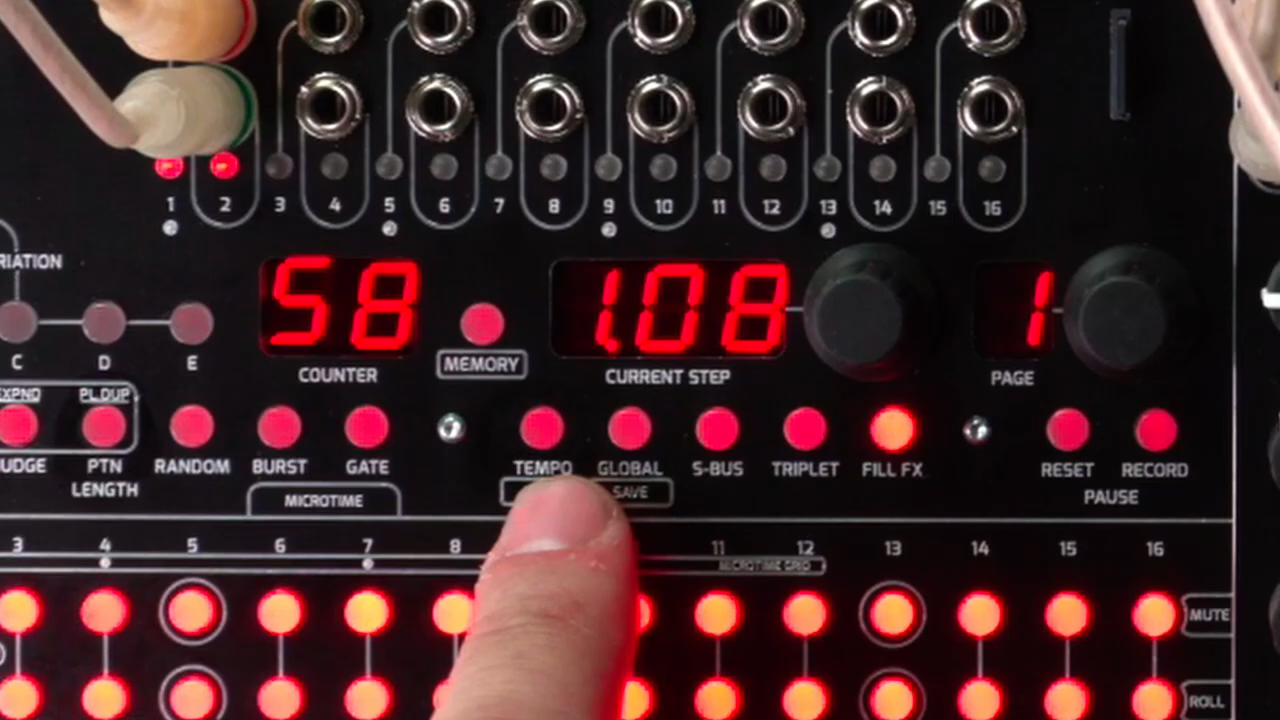 1 2 3 4 5 6 7 8 9 10 11 12 13 14 15 16
RIATION
58 1.08 1
C D E
MEMORY
COUNTER CURRENT STEP PAGE
EXPND PL.DUP
UDGE PTN RANDOM BURST GATE TEMPO GLOBAL S-BUS TRIPLET FILL FX RESET RECORD
LENGTH MICROTIME SAVE PAUSE
3 4 5 6 7 8 11 12 13 14 15 16
MICROTIME GRID
MUTE
ROLL